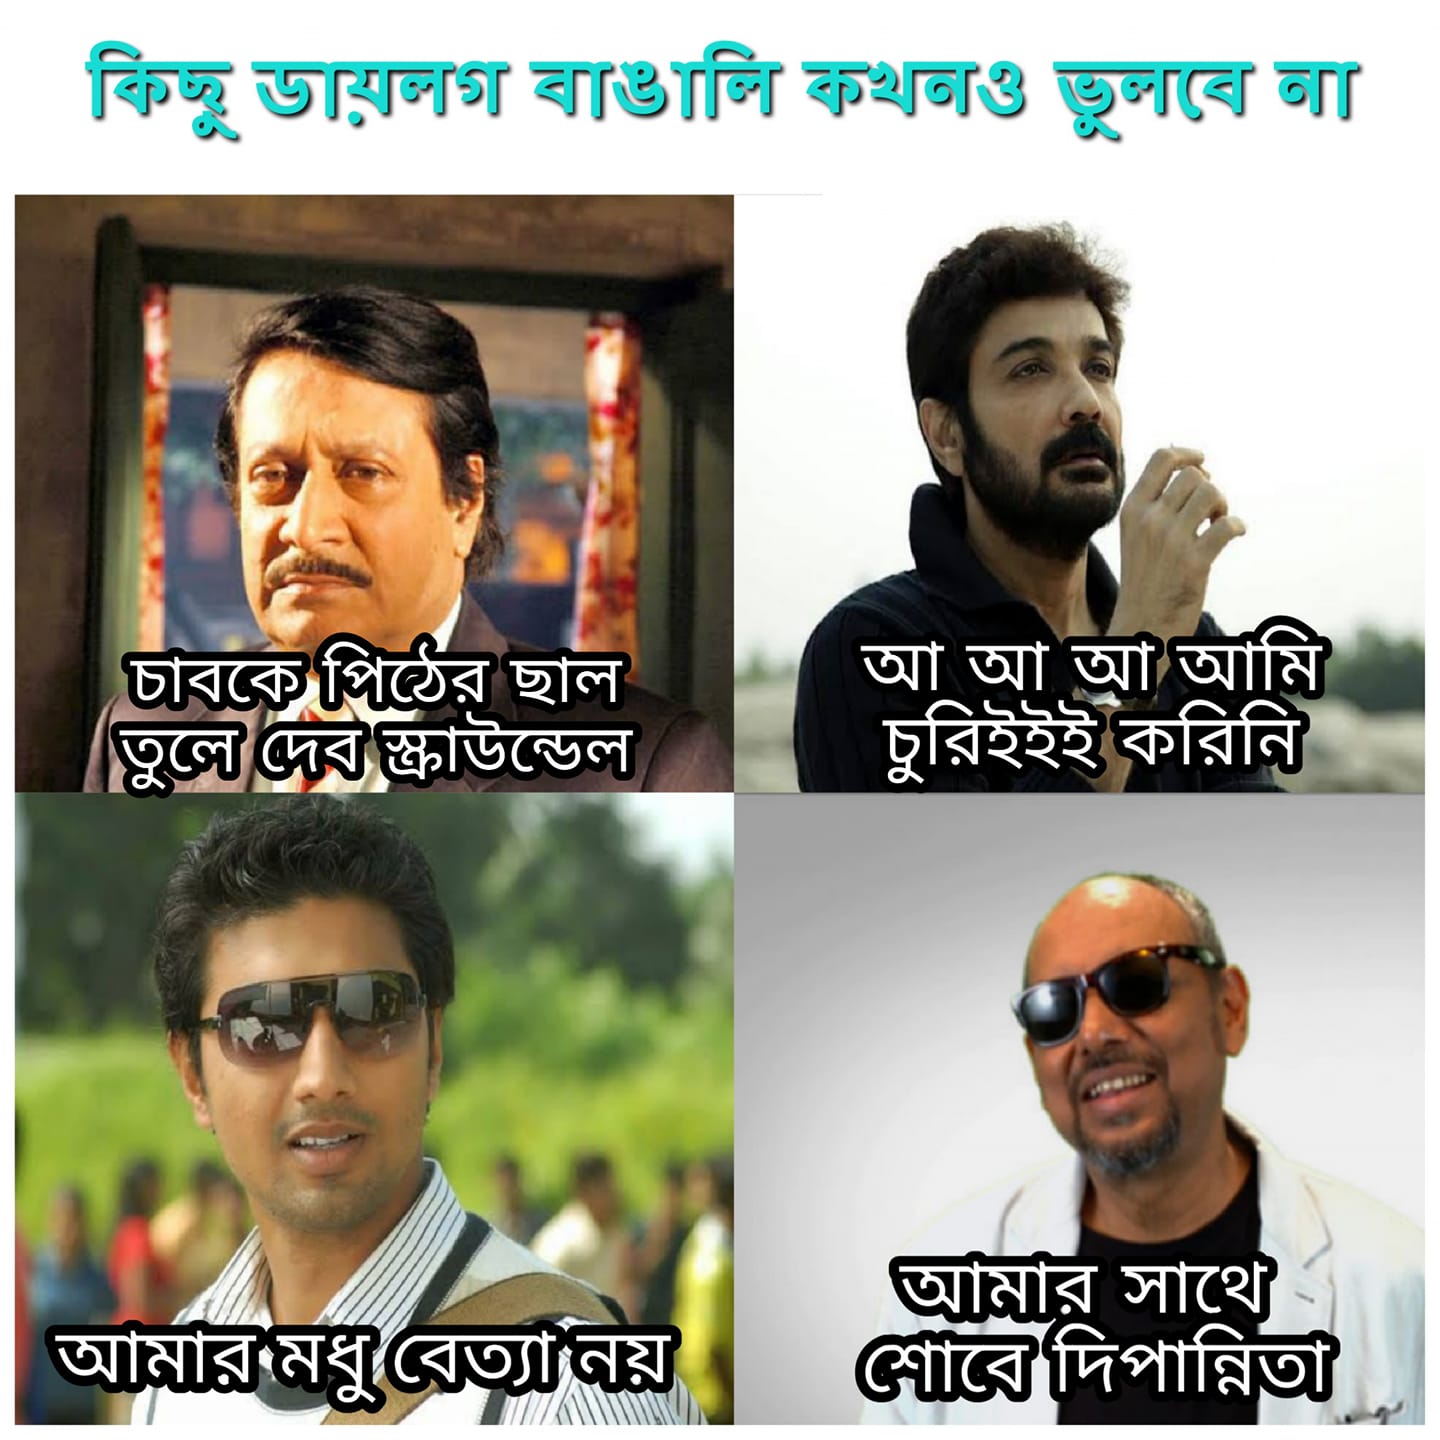 কিছু ডায়লগ বাঙালি কখনও ভুলবে না
চাবকে পিঠের ছাল
তুলে দেব স্ক্রাউন্ডেল
আ আ আ আমি
চুরিইইই করিনি
আমার মধু বেত্যা নয়
আমার সাথে
শোবে দিপান্নিতা